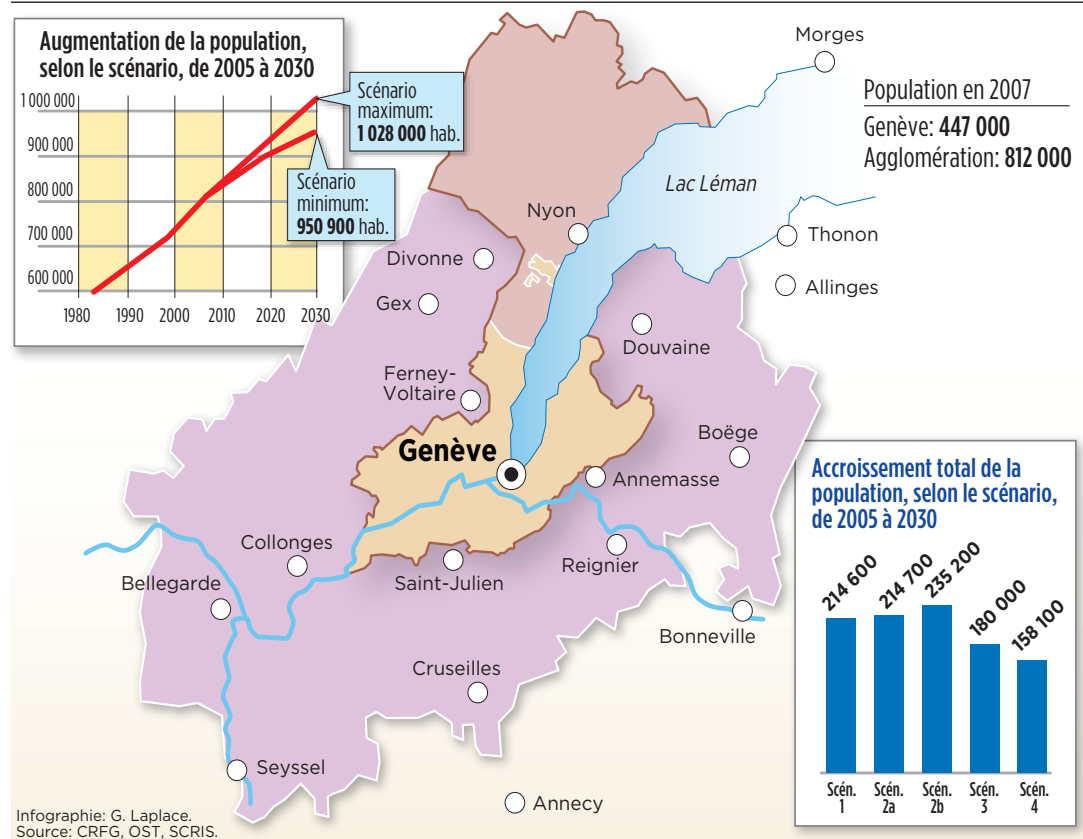 Augmentation de la population,
selon le scénario, de 2005 à 2030
1 000 000
900 000
800 000
700 000
600 000
1980
1990
2000
2010
2020
2030
Scénario
maximum:
1 028 000 hab.
Scénario
minimum:
950 900 hab.
Morges
Population en 2007
Genève: 447 000
Agglomération: 812 000
Lac Léman
Nyon
Divonne
Thonon
Gex
Allinges
Douvaine
Ferney-
Voltaire
Genève
Boëge
Annemasse
Collonges
Bellegarde
Saint-Julien
Reignier
Bonneville
Cruseilles
Seyssel
Annecy
Accroissement total de la
population, selon le scénario,
de 2005 à 2030
214 600
214 700
235 200
180 000
158 100
Scén.
1
Scén.
2a
Scén.
2b
Scén.
3
Scén.
4
Infographie: G. Laplace.
Source: CRFG, OST, SCRIS.